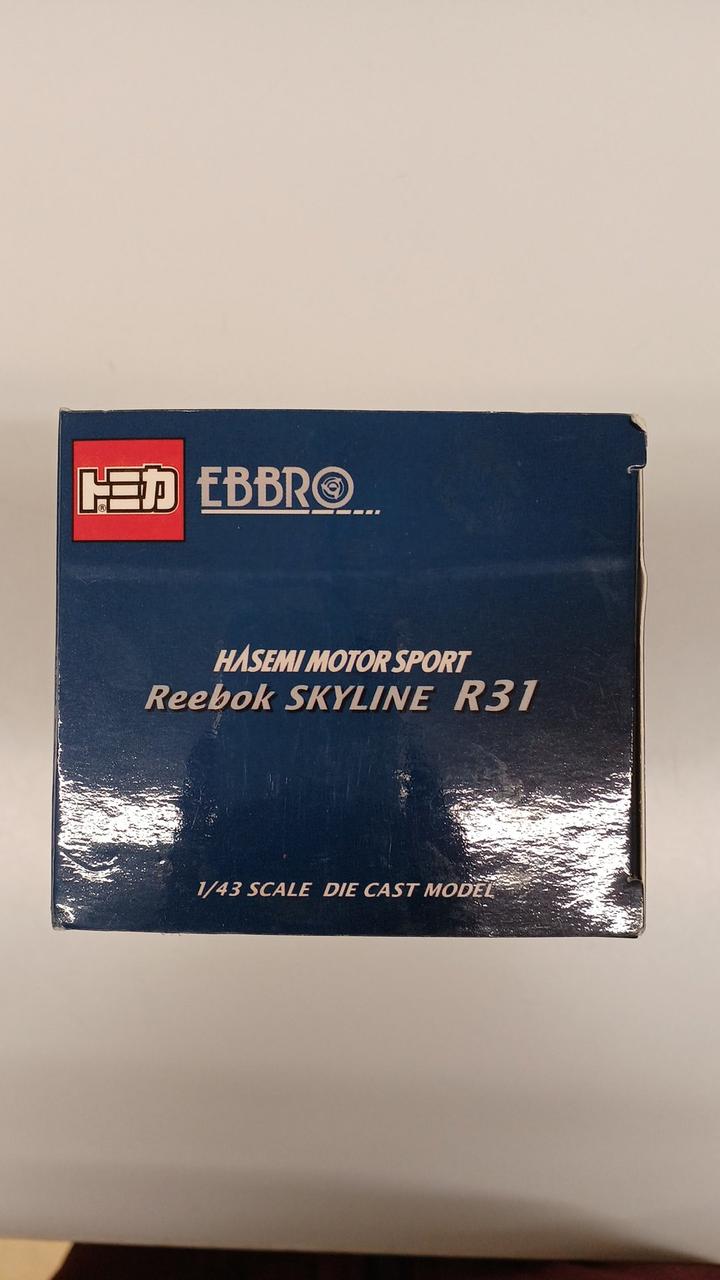 トミカ®
EBBRO
HASEMI MOTOR SPORT
Reebok SKYLINE R31
1/43 SCALE DIE CAST MODEL